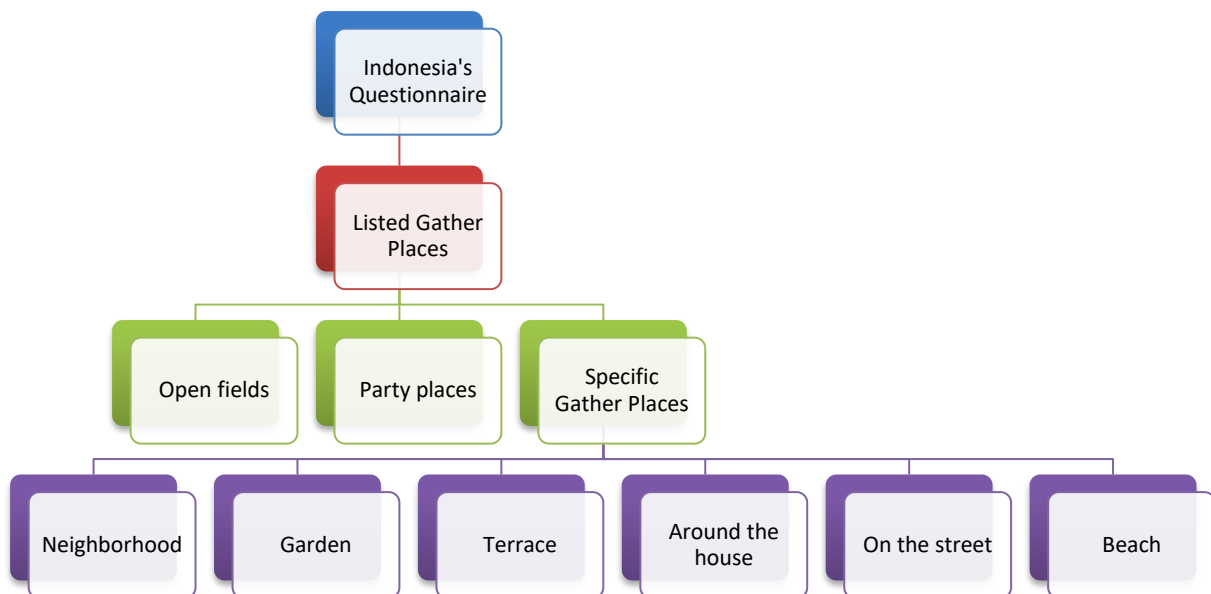 Indonesia's
Questionnaire
Listed Gather
Places
Open fields
Party places
Specific
Gather Places
Neighborhood
Garden
Terrace
Around the
house
On the street
Beach